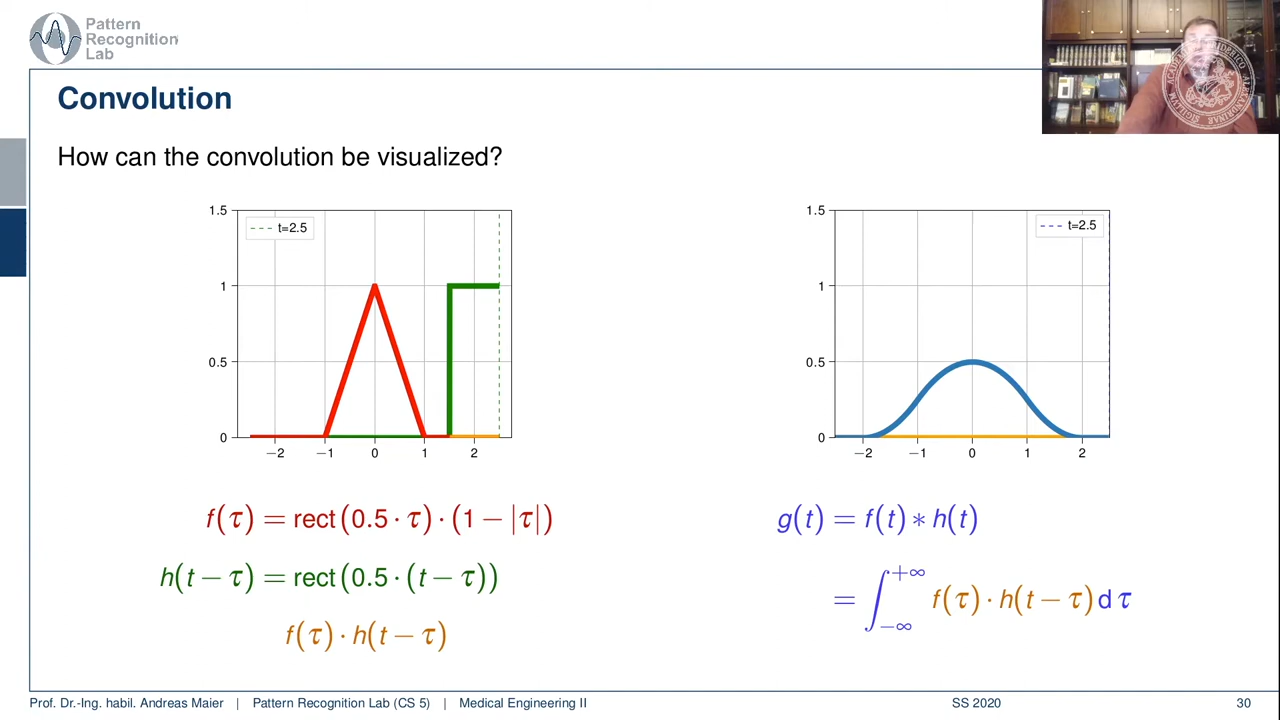 Pattern
Recognition
Lab
Convolution
How can the convolution be visualized?
1.5
1
0.5
0
t=2.5
−2 −1 0 1 2
1.5
1
0.5
0
t=2.5
−2 −1 0 1 2
f(τ) = rect(0.5 · τ) · (1 − |τ|)
h(t − τ) = rect(0.5 · (t − τ))
f(τ) · h(t − τ)
g(t) = f(t) ∗ h(t)
= ∫_{−∞}^{+∞} f(τ) · h(t − τ) d τ
Prof. Dr.-Ing. habil. Andreas Maier | Pattern Recognition Lab (CS 5) | Medical Engineering II SS 2020 30